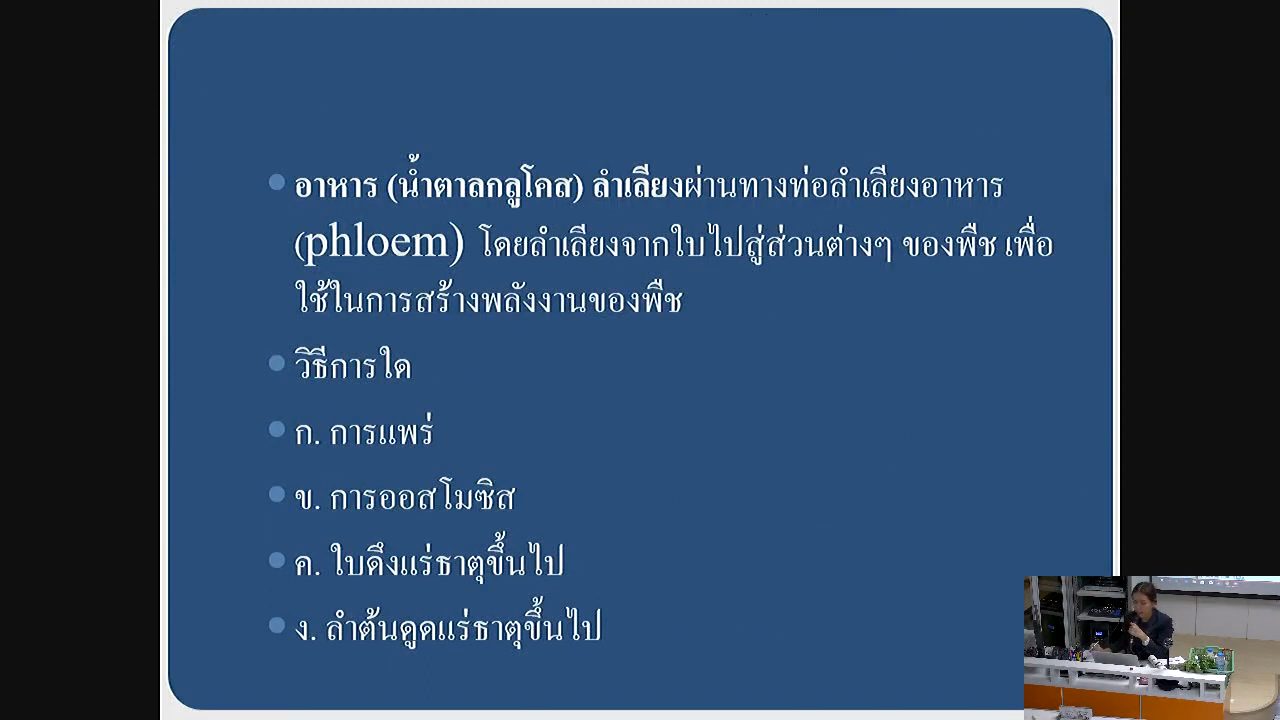 อาหาร (น้ำตาลกลูโคส) ลำเลียงผ่านทางท่อลำเลียงอาหาร
(phloem) โดยลำเลียงจากใบไปสู่ส่วนต่างๆ ของพืช เพื่อ
ใช้ในการสร้างพลังงานของพืช
วิธีการใด
ก. การแพร่
ข. การออสโมซิส
ค. ใบดึงแร่ธาตุขึ้นไป
ง. ลำต้นดูดแร่ธาตุขึ้นไป